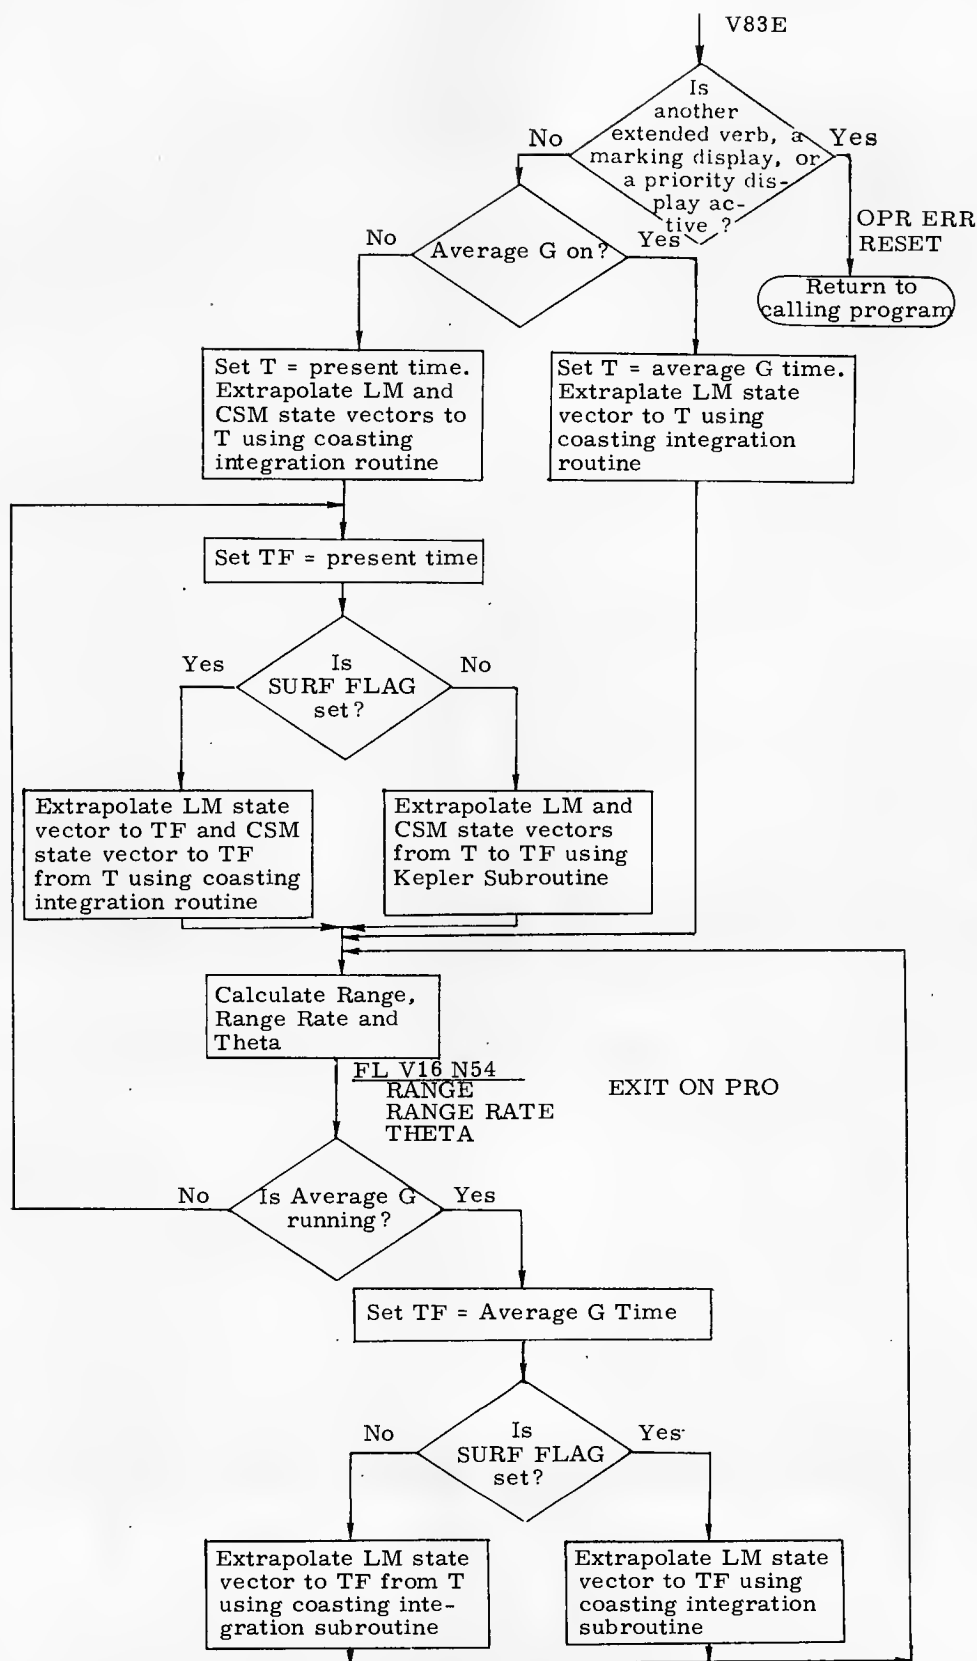 V83E
Is
another
extended verb, a
marking display, or
a priority dis-
play ac-
tive ?
No
Yes
OPR ERR
RESET
Return to
calling program
Average G on?
No
Yes
Set T = present time.
Extrapolate LM and
CSM state vectors to
T using coasting
integration routine
Set T = average G time.
Extraplate LM state
vector to T using
coasting integration
routine
Set TF = present time
Is
SURF FLAG
set?
Yes
No
Extrapolate LM state
vector to TF and CSM
state vector to TF
from T using coasting
integration routine
Extrapolate LM and
CSM state vectors
from T to TF using
Kepler Subroutine
Calculate Range,
Range Rate and
Theta
FL V16 N54
RANGE
RANGE RATE
THETA
EXIT ON PRO
Is Average G
running?
No
Yes
Set TF = Average G Time
Is
SURF FLAG
set?
No
Yes
Extrapolate LM state
vector to TF from T
using coasting inte-
gration subroutine
Extrapolate LM state
vector to TF using
coasting integration
subroutine